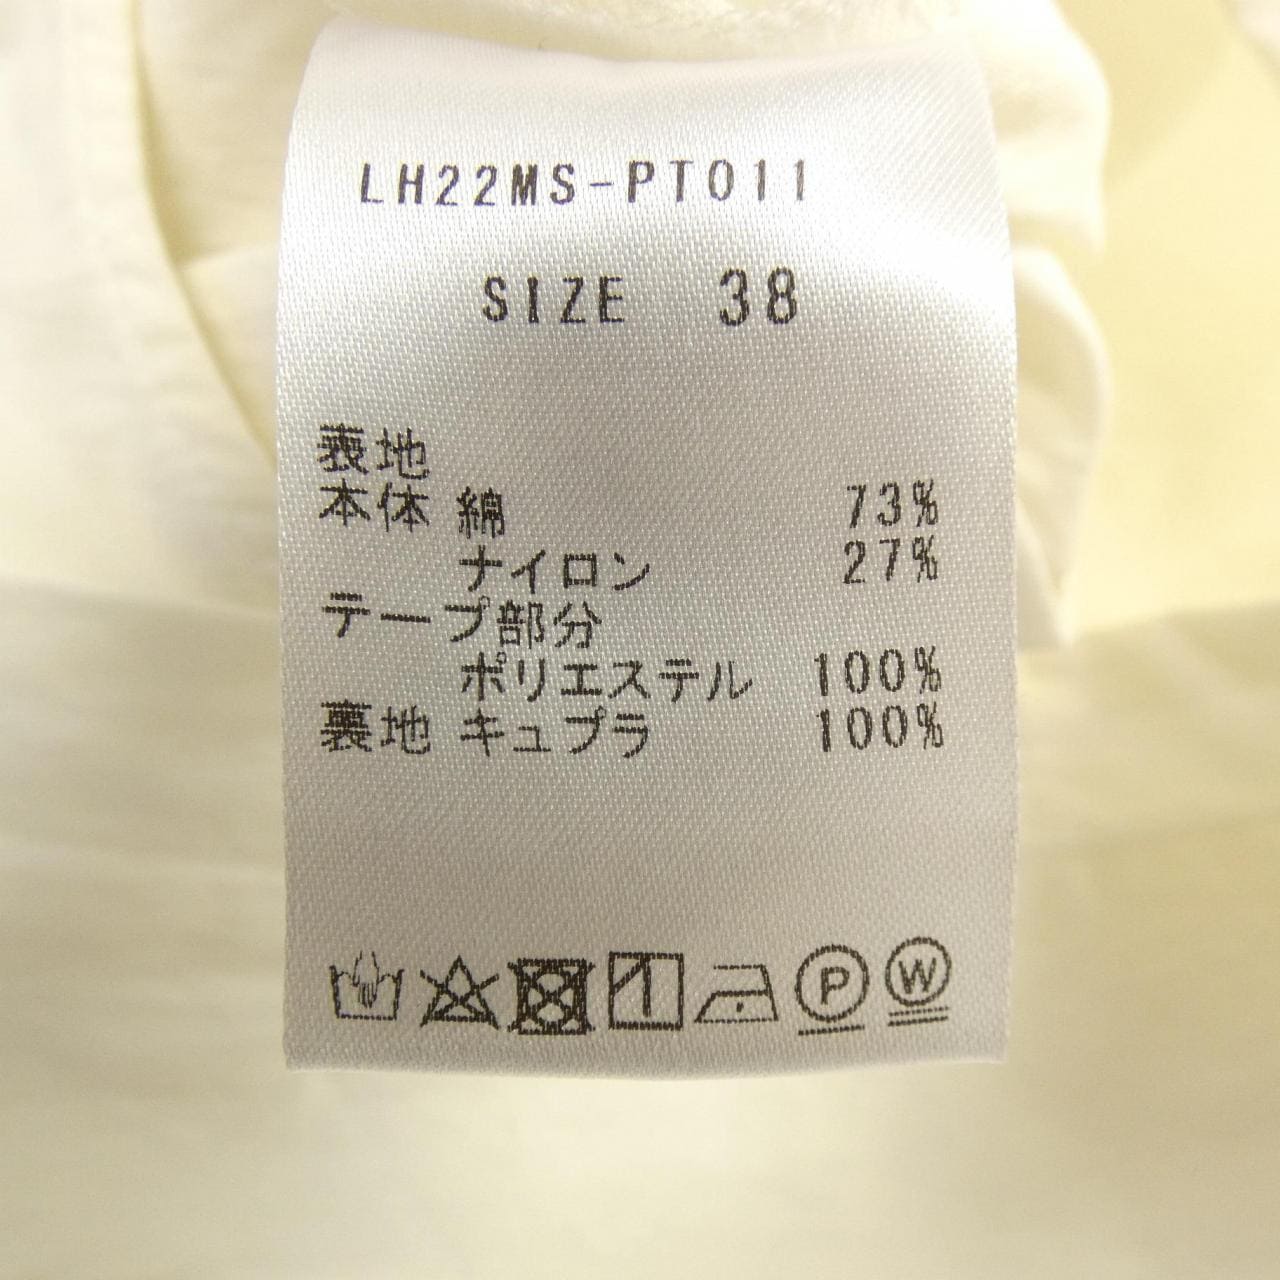 LH22MS-PT011
SIZE 38
表地
本体 綿 73%
ナイロン 27%
テープ部分
ポリエステル 100%
裏地 キュプラ 100%
P W